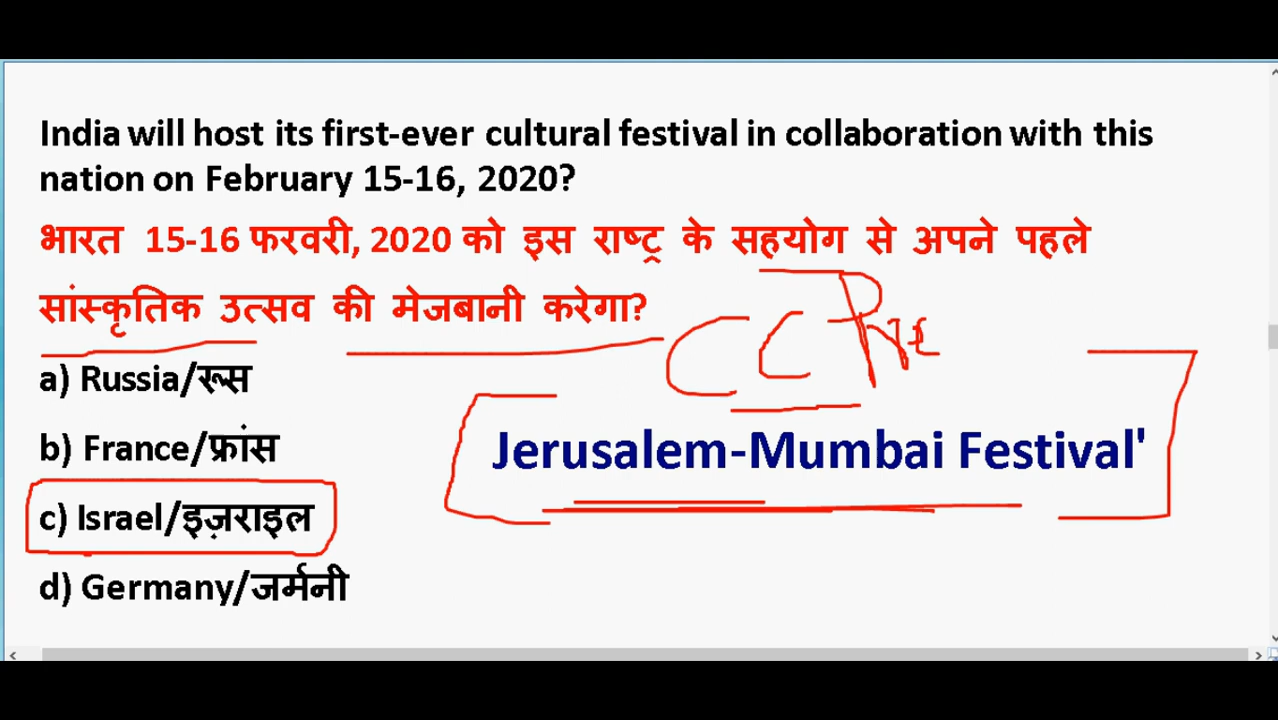 India will host its first-ever cultural festival in collaboration with this
nation on February 15-16, 2020?
भारत 15-16 फरवरी, 2020 को इस राष्ट्र के सहयोग से अपने पहले
सांस्कृतिक उत्सव की मेजबानी करेगा?
a) Russia/रूस
b) France/फ्रांस
Jerusalem-Mumbai Festival'
c) Israel/इज़राइल
d) Germany/जर्मनी